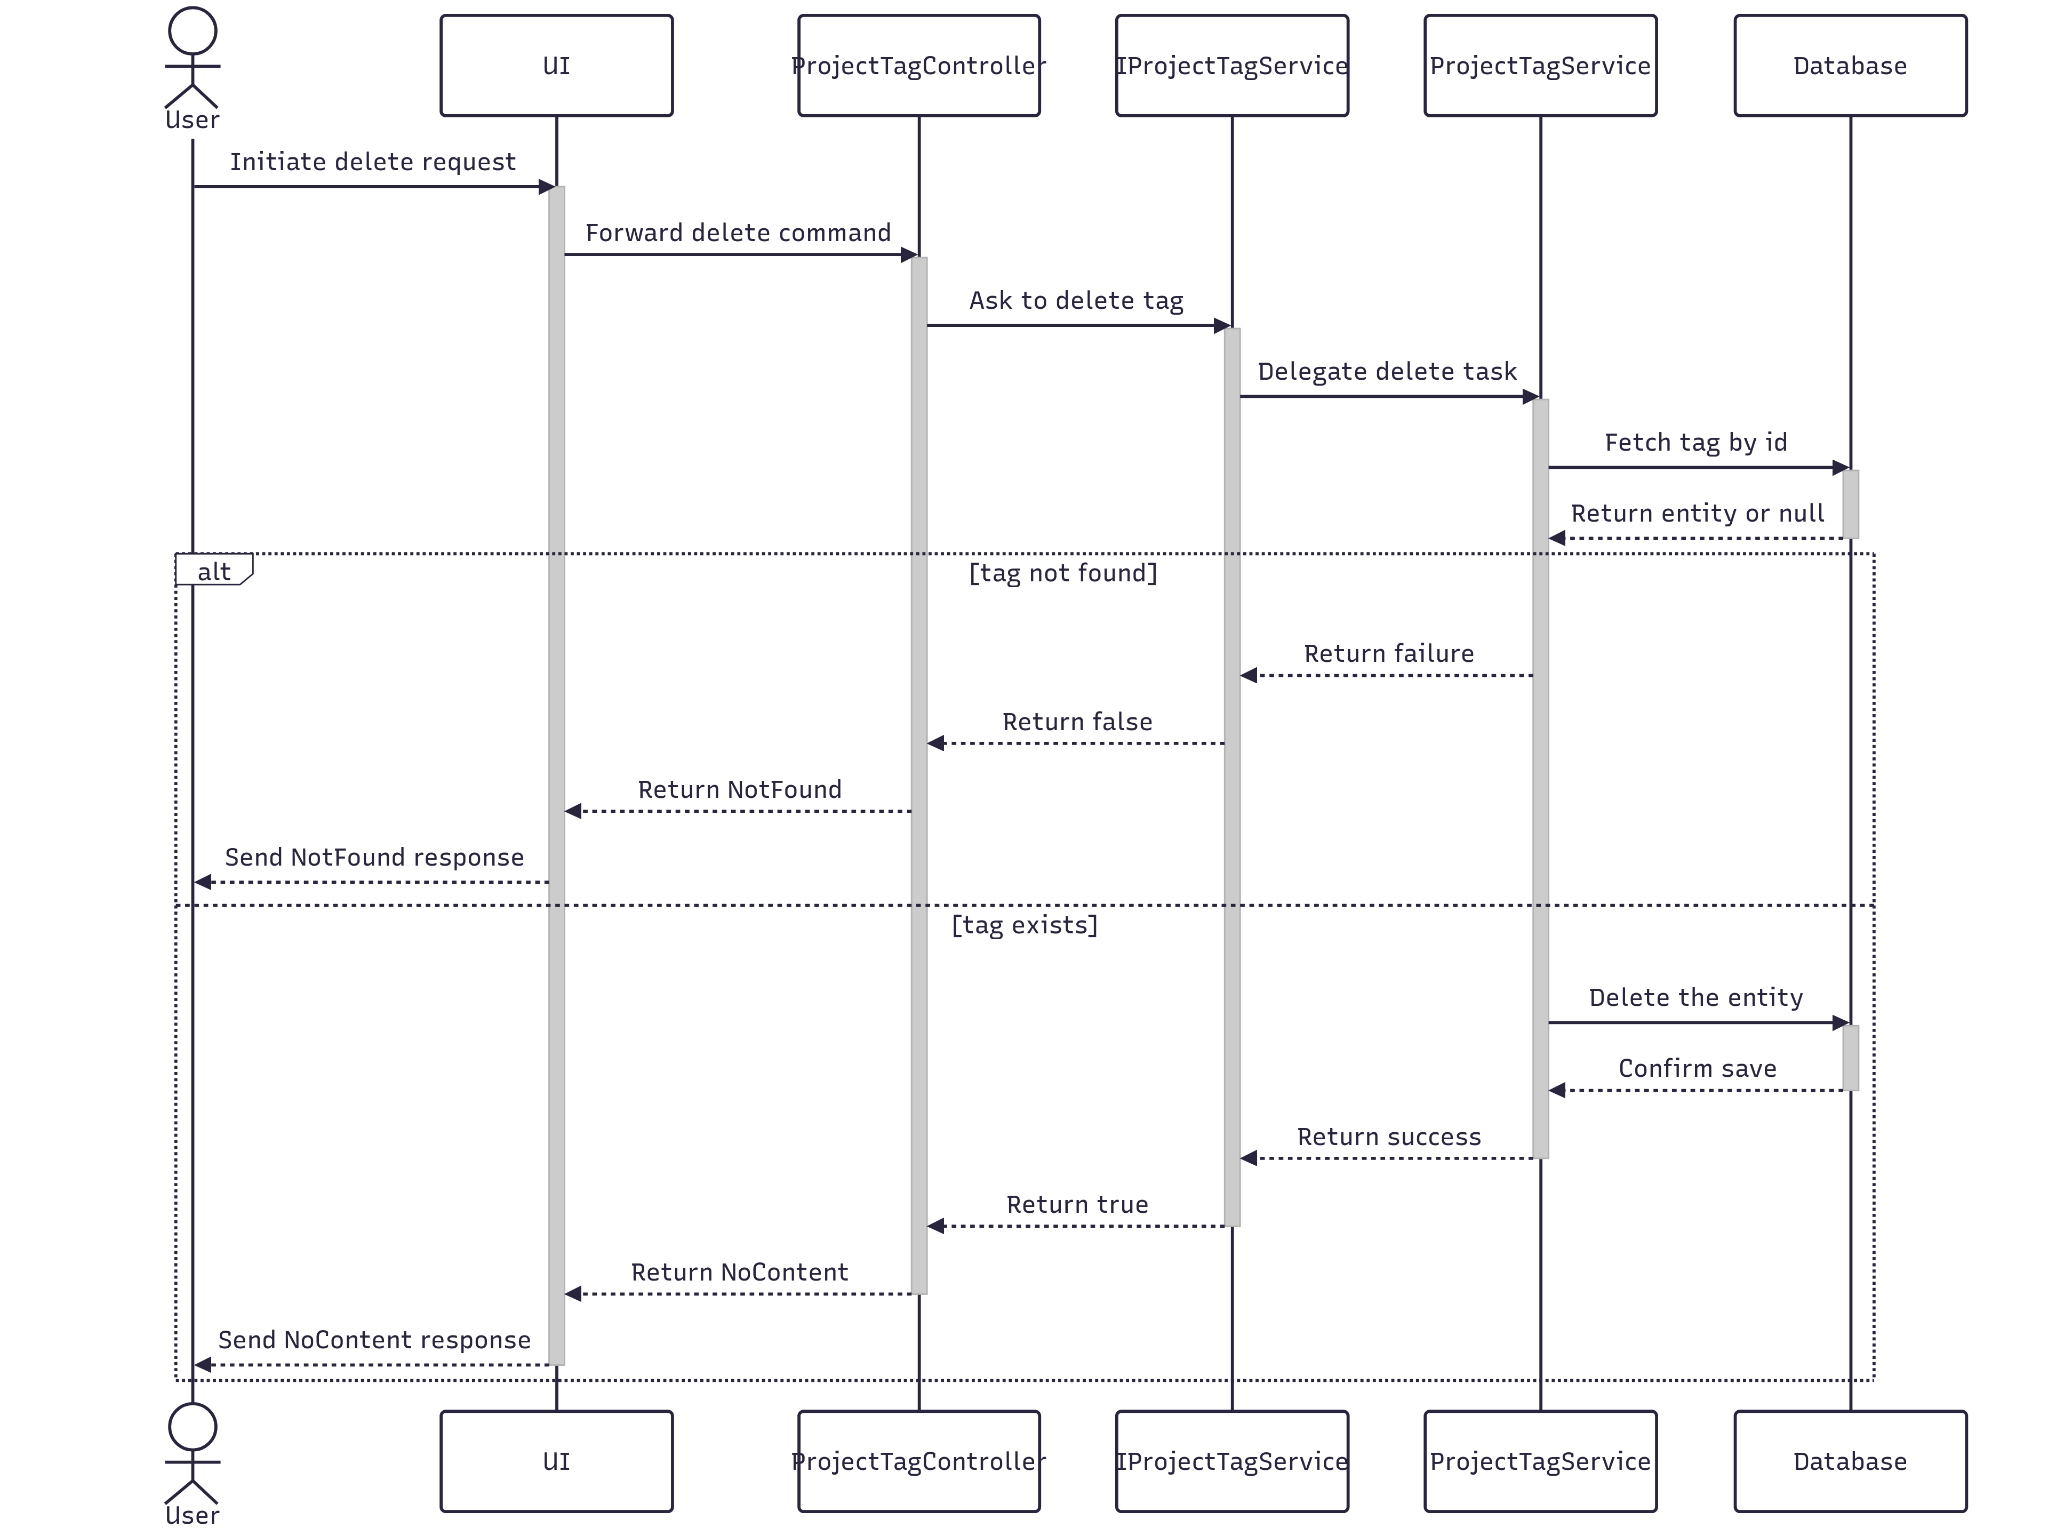 User
UI
ProjectTagController
IProjectTagService
ProjectTagService
Database
Initiate delete request
Forward delete command
Ask to delete tag
Delegate delete task
Fetch tag by id
Return entity or null
alt
[tag not found]
Return failure
Return false
Return NotFound
Send NotFound response
[tag exists]
Delete the entity
Confirm save
Return success
Return true
Return NoContent
Send NoContent response
User
UI
ProjectTagController
IProjectTagService
ProjectTagService
Database